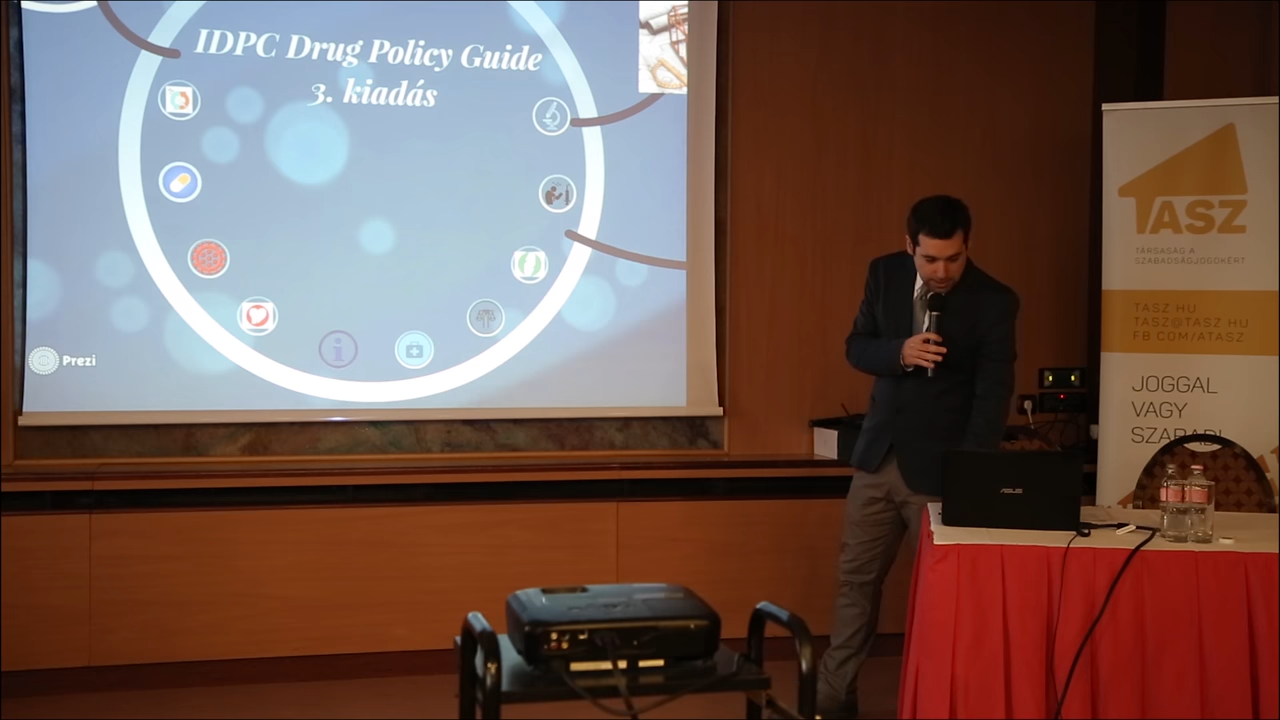 IDPC Drug Policy Guide
3. kiadás
Prezi
TASZ
TÁRSASÁG A
SZABADSÁGJOGOKÉRT
TASZ HU
TASZ@TASZ HU
FB COM/ATASZ
JOGGAL
VAGY
SZABAD!
ASUS